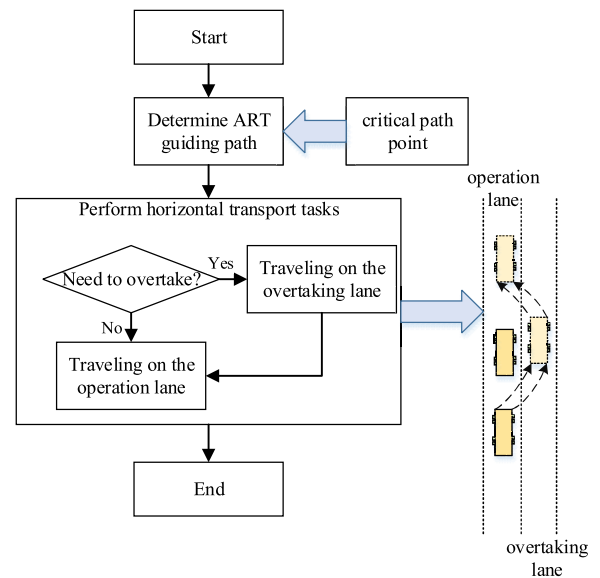 Start
Determine ART
guiding path
critical path
point
Perform horizontal transport tasks
Need to overtake?
Yes
Traveling on the
overtaking lane
No
Traveling on the
operation lane
End
operation
lane
overtaking
lane